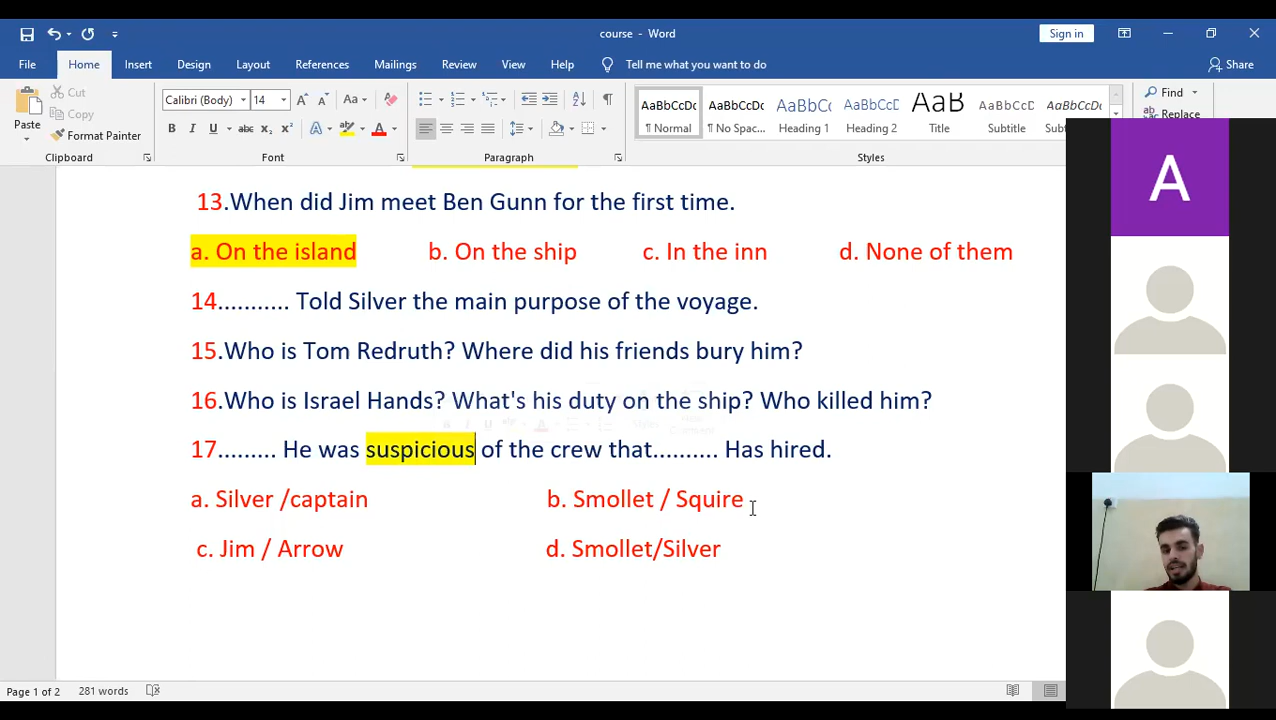 course - Word
Sign in
File Home Insert Design Layout References Mailings Review View Help Tell me what you want to do Share
Paste
Cut
Copy
Format Painter
Clipboard
Calibri (Body) 14
Font
Paragraph
AaBbCcDc AaBbCcDc AaBbCc AaBbCcD AaB AaBbCcD AaBbCcDc
¶ Normal ¶ No Spac... Heading 1 Heading 2 Title Subtitle
Styles
Find
Replace
A
13.When did Jim meet Ben Gunn for the first time.
a. On the island b. On the ship c. In the inn d. None of them
14........... Told Silver the main purpose of the voyage.
15.Who is Tom Redruth? Where did his friends bury him?
16.Who is Israel Hands? What's his duty on the ship? Who killed him?
17......... He was suspicious of the crew that.......... Has hired.
a. Silver /captain b. Smollet / Squire
c. Jim / Arrow d. Smollet/Silver
Page 1 of 2 281 words